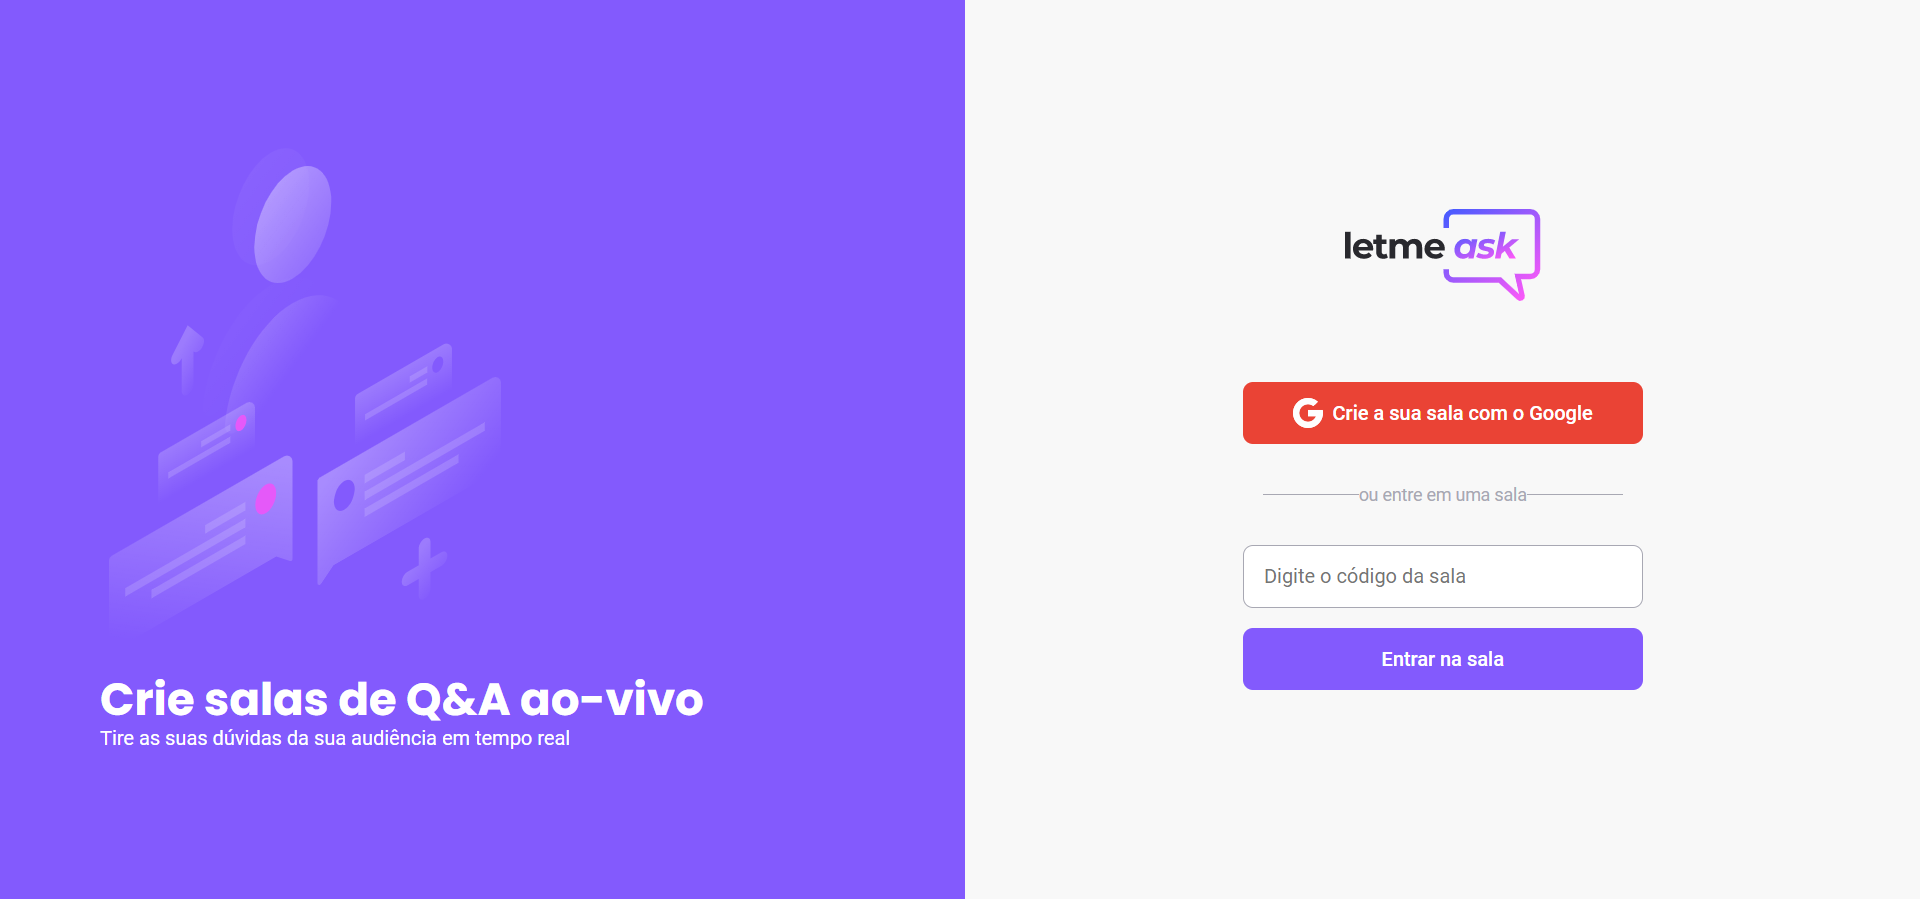 Crie salas de Q&A ao-vivo
Tire as suas dúvidas da sua audiência em tempo real
letme ask
Crie a sua sala com o Google
ou entre em uma sala
Digite o código da sala
Entrar na sala